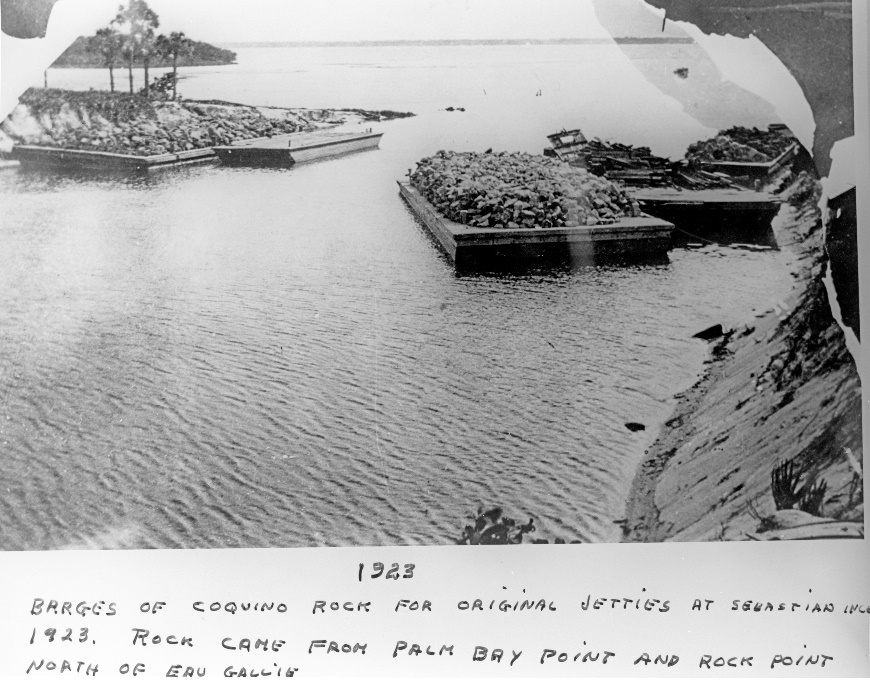 1923
BARGES OF COQUINO ROCK FOR ORIGINAL JETTIES AT SEBASTIAN INLE
1923. ROCK CAME FROM PALM BAY POINT AND ROCK POINT
NORTH OF EAU GALLIE